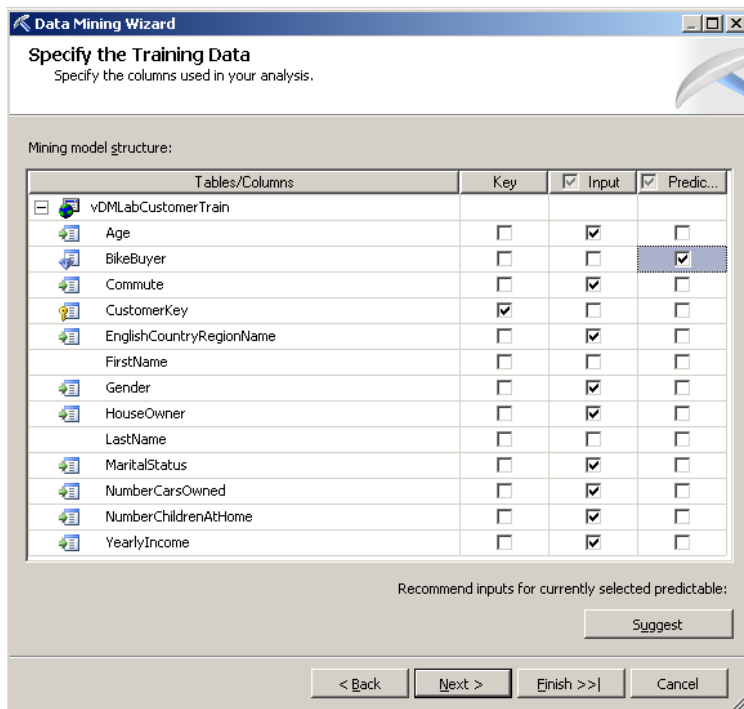 Data Mining Wizard
Specify the Training Data
Specify the columns used in your analysis.
Mining model structure:
Tables/Columns Key Input Predic...
vDMLabCustomerTrain
Age
BikeBuyer
Commute
CustomerKey
EnglishCountryRegionName
FirstName
Gender
HouseOwner
LastName
MaritalStatus
NumberCarsOwned
NumberChildrenAtHome
YearlyIncome
Recommend inputs for currently selected predictable:
Suggest
< Back Next > Finish >>| Cancel